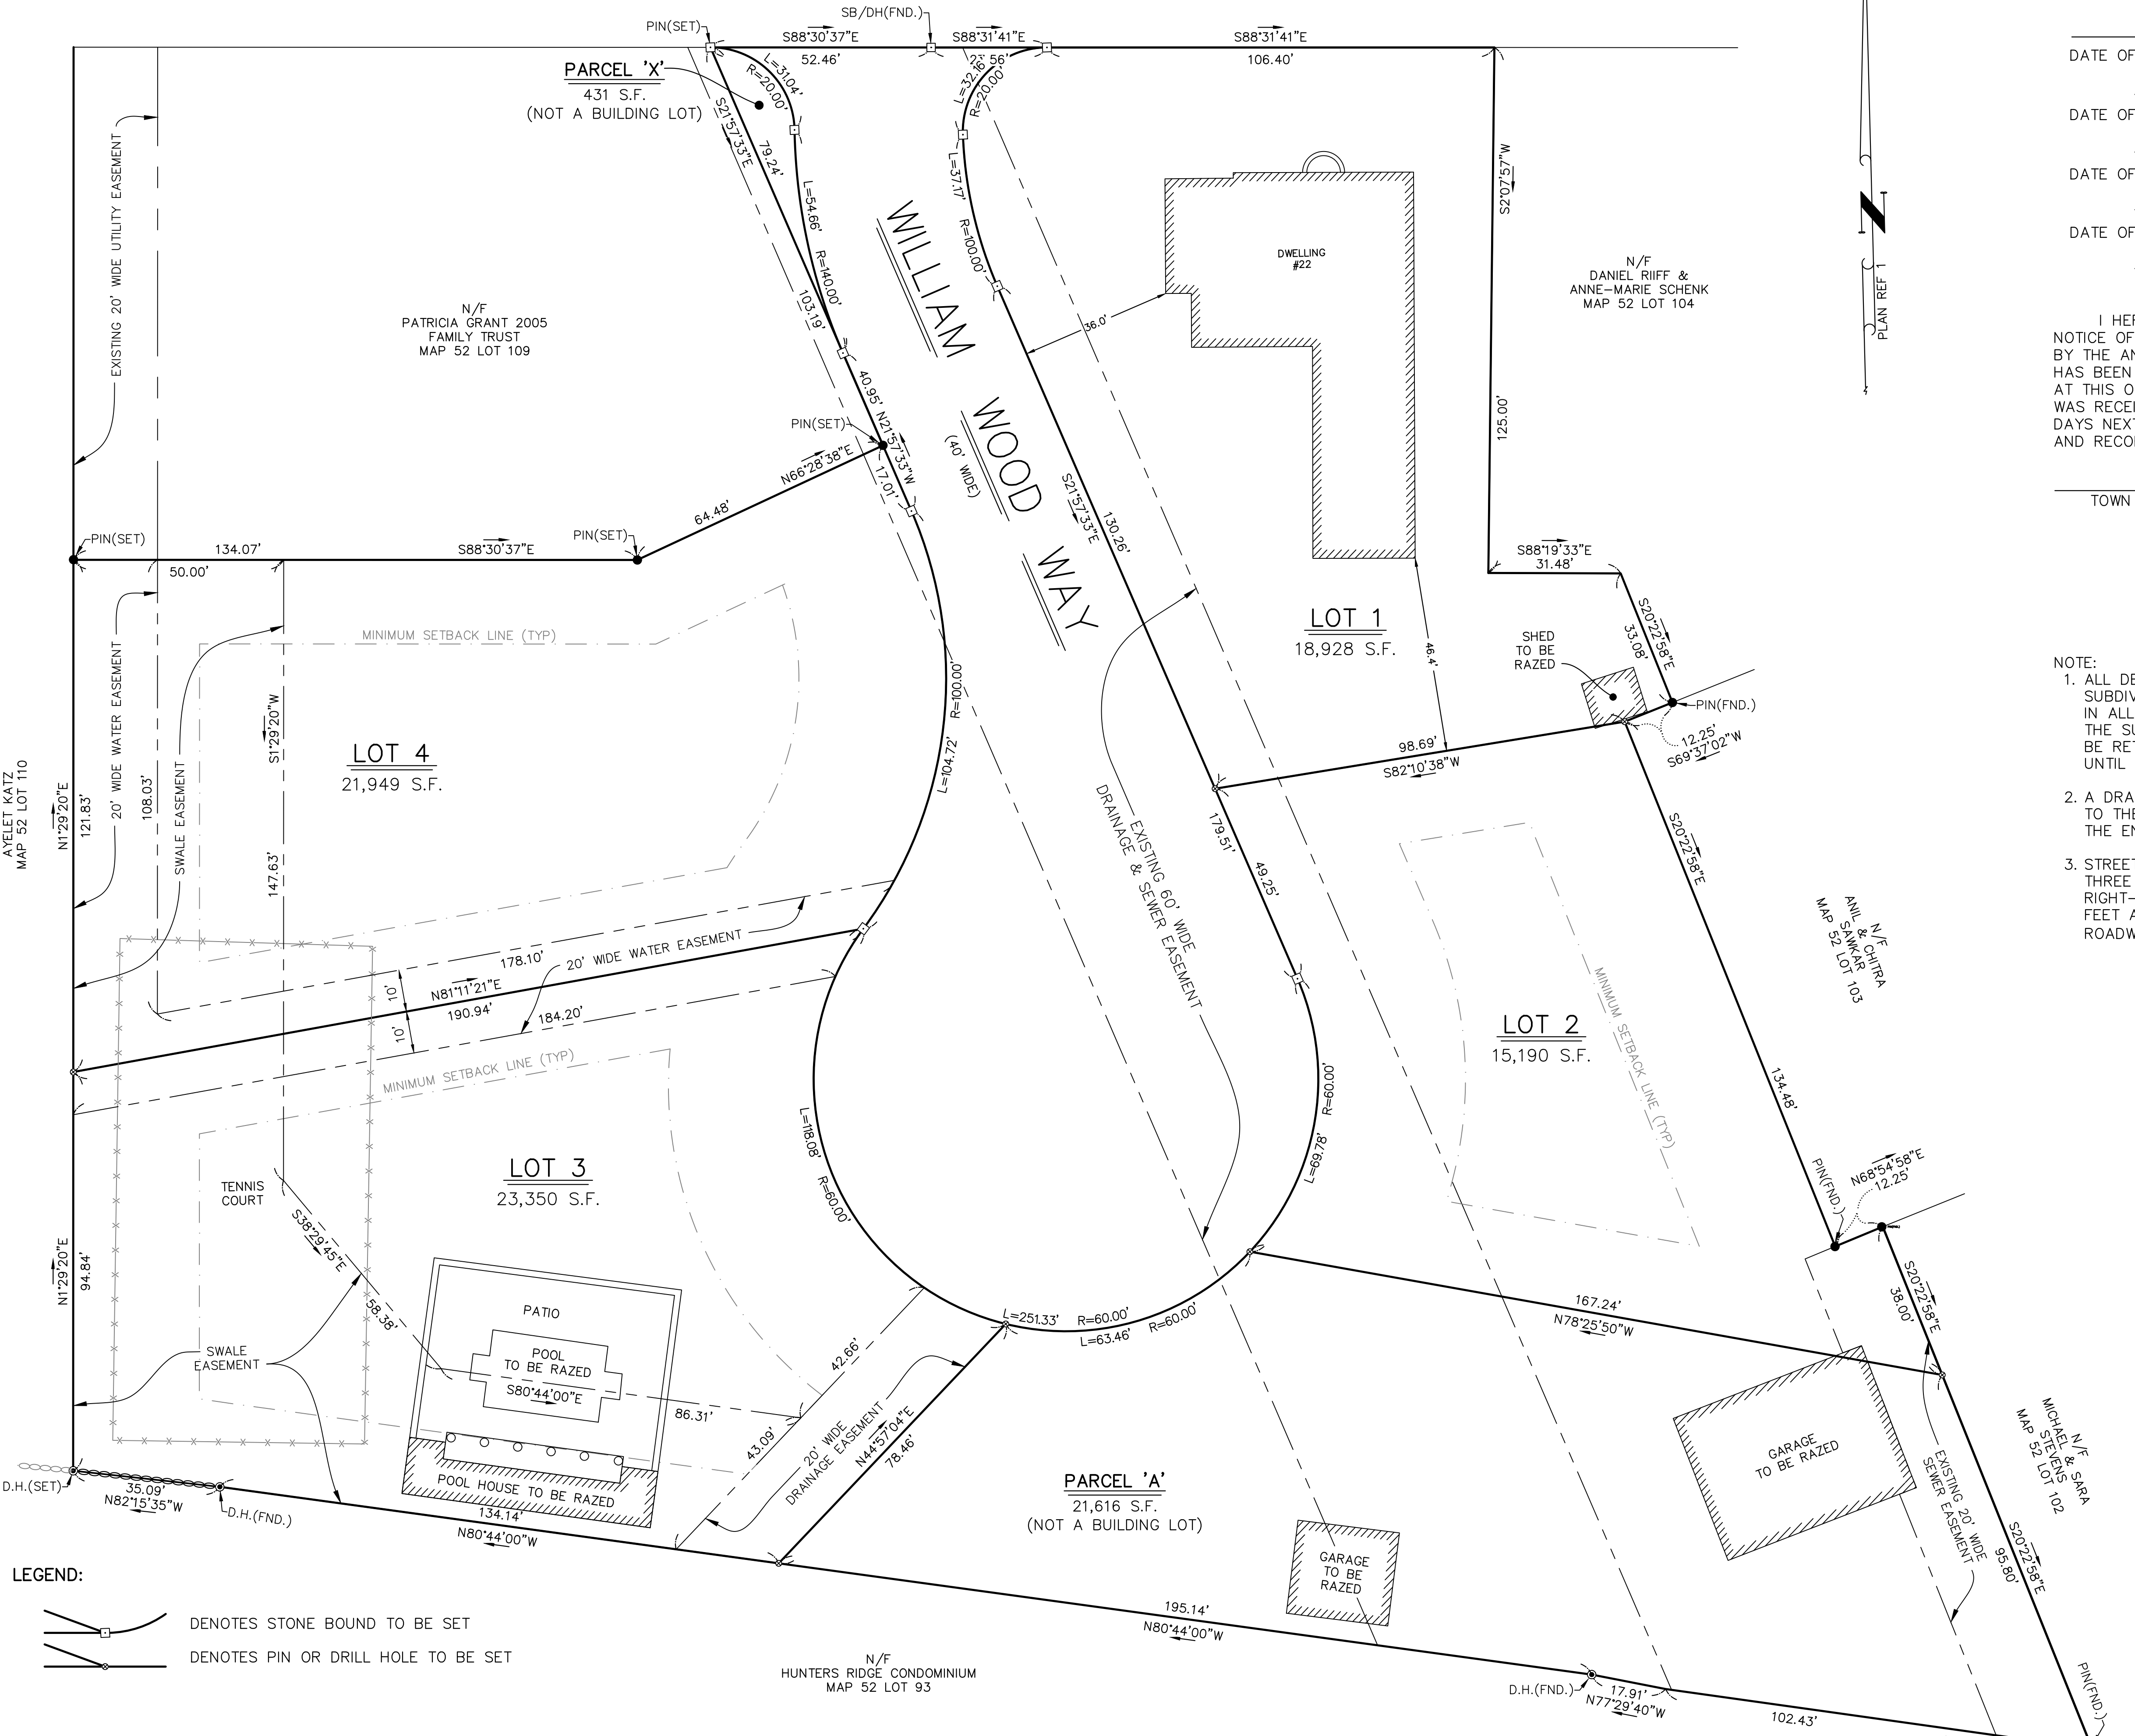 SB/DH(FND.)
PIN(SET)
S88°30'37"E
52.46'
S88°31'41"E
S88°31'41"E
106.40'
PARCEL 'X'
431 S.F.
(NOT A BUILDING LOT)
L=31.04'
R=20.00'
L=32.16'
R=20.00'
S21°57'33"E
79.24'
103.19'
L=54.66' R=140.00'
L=37.17' R=100.00'
EXISTING 20' WIDE UTILITY EASEMENT
N/F
PATRICIA GRANT 2005
FAMILY TRUST
MAP 52 LOT 109
WILLIAM WOOD WAY
(40' WIDE)
DWELLING
#22
36.0'
S2°07'57"W
125.00'
N/F
DANIEL RIIFF &
ANNE-MARIE SCHENK
MAP 52 LOT 104
N
PLAN REF 1
DATE OF
DATE OF
DATE OF
DATE OF
I HER
NOTICE OF
BY THE
HAS BEEN
AT THIS
WAS
DAYS NEXT
AND
TOWN
40.95'
N21°57'33"W
17.01'
PIN(SET)
N66°28'38"E
64.48'
PIN(SET)
134.07'
S88°30'37"E
50.00'
PIN(SET)
S21°57'33"E
130.26'
S88°19'33"E
31.48'
S20°22'58"E
33.08'
LOT 1
18,928 S.F.
46.4'
SHED
TO BE
RAZED
PIN(FND.)
12.25'
S69°37'02"W
98.69'
S82°10'38"W
NOTE:
1. ALL
IN ALL
THE
UNTIL
2. A
TO THE
THE
3. STREET
THREE
RIGHT-
FEET
MINIMUM SETBACK LINE (TYP)
LOT 4
21,949 S.F.
20' WIDE WATER EASEMENT
108.03'
SWALE EASEMENT
S1°29'20"W
147.63'
AYELET KATZ
MAP 52 LOT 110
N1°29'20"E
121.83'
R=100.00'
L=104.72'
EXISTING 60' WIDE
DRAINAGE & SEWER EASEMENT
179.51'
49.25'
S20°22'58"E
134.48'
N/F
ANIL & CHITRA
SAWKAR
MAP 52 LOT 103
178.10'
20' WIDE WATER EASEMENT
10'
N81°11'21"E
190.94'
10'
184.20'
MINIMUM SETBACK LINE (TYP)
LOT 2
15,190 S.F.
MINIMUM SETBACK LINE (TYP)
R=60.00'
L=69.78'
L=118.08'
R=60.00'
LOT 3
23,350 S.F.
TENNIS
COURT
S38°29'45"E
58.38'
N1°29'20"E
94.84'
SWALE
EASEMENT
PATIO
POOL
TO BE RAZED
S80°44'00"E
86.31'
POOL HOUSE TO BE RAZED
42.66'
43.09'
20' WIDE
DRAINAGE EASEMENT
N44°57'04"E
78.46'
L=251.33' R=60.00'
L=63.46' R=60.00'
167.24'
N78°25'50"W
PIN(FND.)
N68°54'58"E
12.25'
S20°22'58"E
38.00'
GARAGE
TO BE RAZED
EXISTING 20' WIDE
SEWER EASEMENT
N/F
MICHAEL & SARA
STEVENS
MAP 52 LOT 102
S20°22'58"E
95.80'
PIN(FND.)
PARCEL 'A'
21,616 S.F.
(NOT A BUILDING LOT)
GARAGE
TO BE
RAZED
D.H.(SET)
35.09'
N82°15'35"W
D.H.(FND.)
134.14'
N80°44'00"W
195.14'
N80°44'00"W
D.H.(FND.)
17.91'
N77°29'40"W
102.43'
LEGEND:
DENOTES STONE BOUND TO BE SET
DENOTES PIN OR DRILL HOLE TO BE SET
N/F
HUNTERS RIDGE CONDOMINIUM
MAP 52 LOT 93